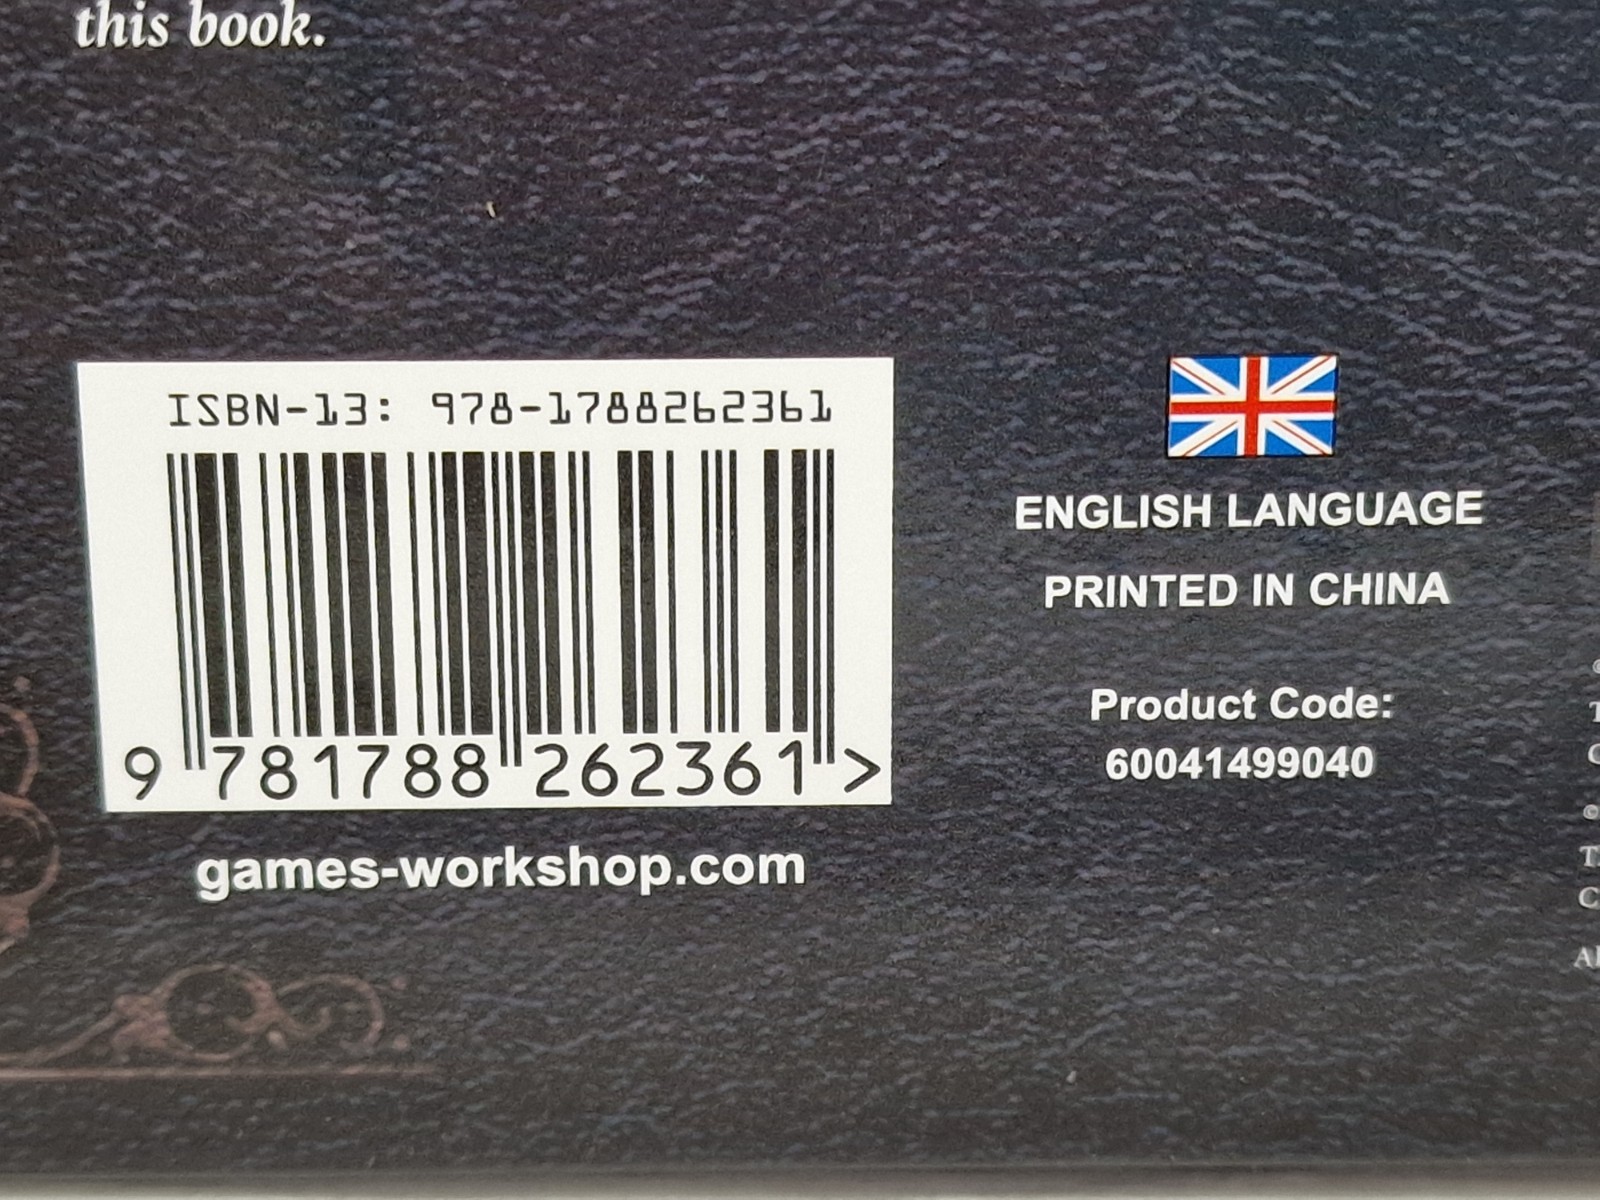 this book.
ISBN-13: 978-1788262361
9 781788 262361 >
games-workshop.com
ENGLISH LANGUAGE
PRINTED IN CHINA
Product Code:
60041499040